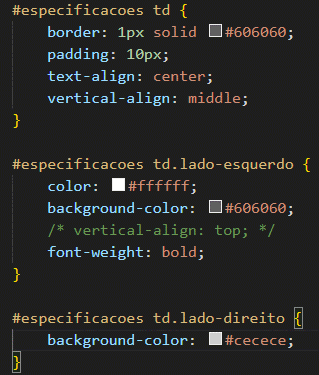 #especificacoes td {
border: 1px solid #606060;
padding: 10px;
text-align: center;
vertical-align: middle;
}
#especificacoes td.lado-esquerdo {
color: #ffffff;
background-color: #606060;
/* vertical-align: top; */
font-weight: bold;
}
#especificacoes td.lado-direito {
background-color: #cecece;
}